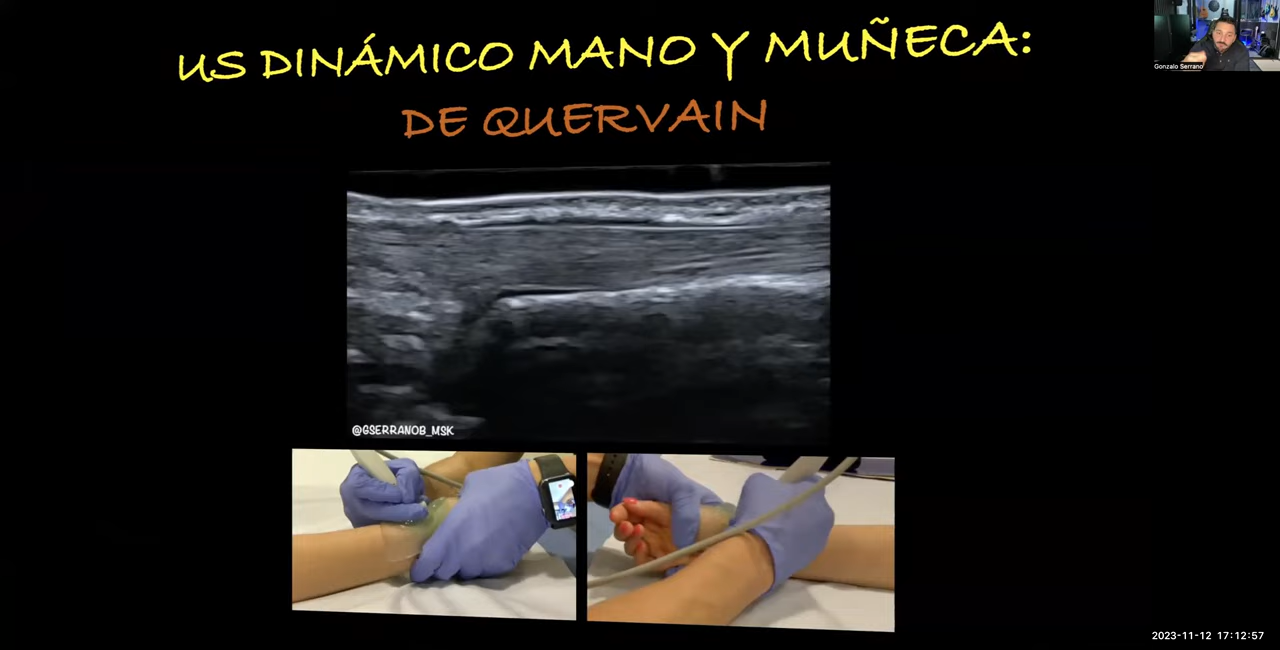 US DINÁMICO MANO Y MUÑECA:
DE QUERVAIN
Gonzalo Serrano
@GSERRANOB_MSK
2023-11-12 17:12:57